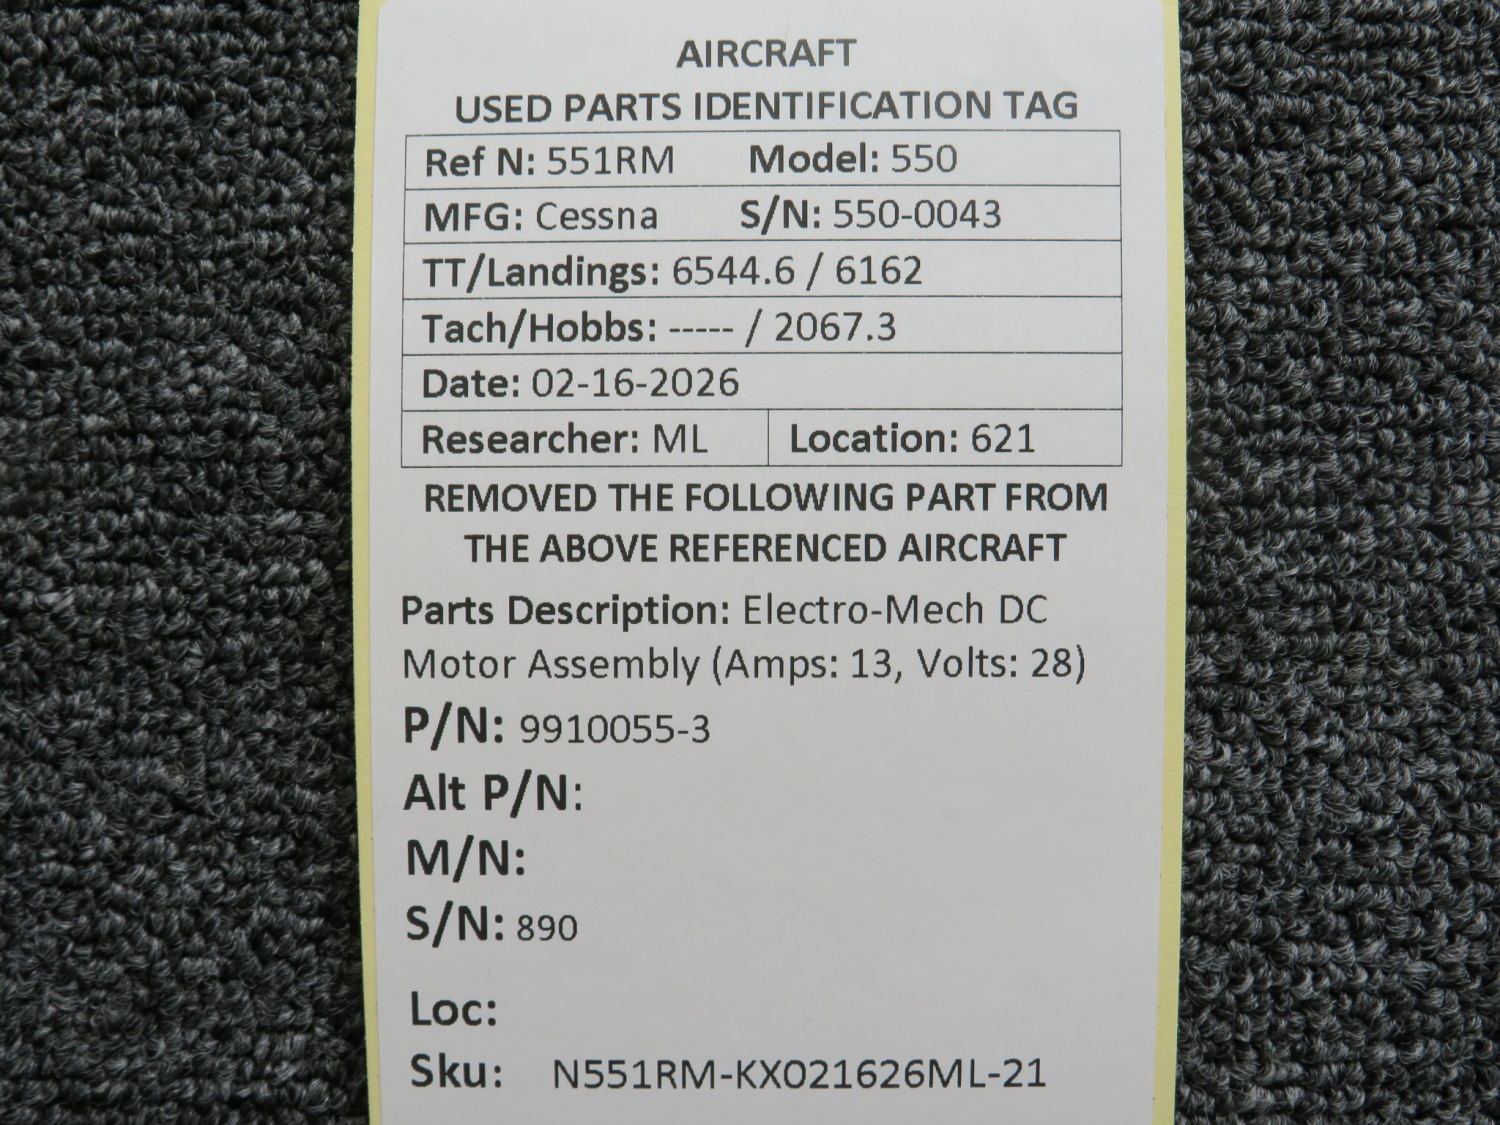 AIRCRAFT
USED PARTS IDENTIFICATION TAG
Ref N: 551RM Model: 550
MFG: Cessna S/N: 550-0043
TT/Landings: 6544.6 / 6162
Tach/Hobbs: ----- / 2067.3
Date: 02-16-2026
Researcher: ML Location: 621
REMOVED THE FOLLOWING PART FROM
THE ABOVE REFERENCED AIRCRAFT
Parts Description: Electro-Mech DC
Motor Assembly (Amps: 13, Volts: 28)
P/N: 9910055-3
Alt P/N:
M/N:
S/N: 890
Loc:
Sku: N551RM-KX021626ML-21